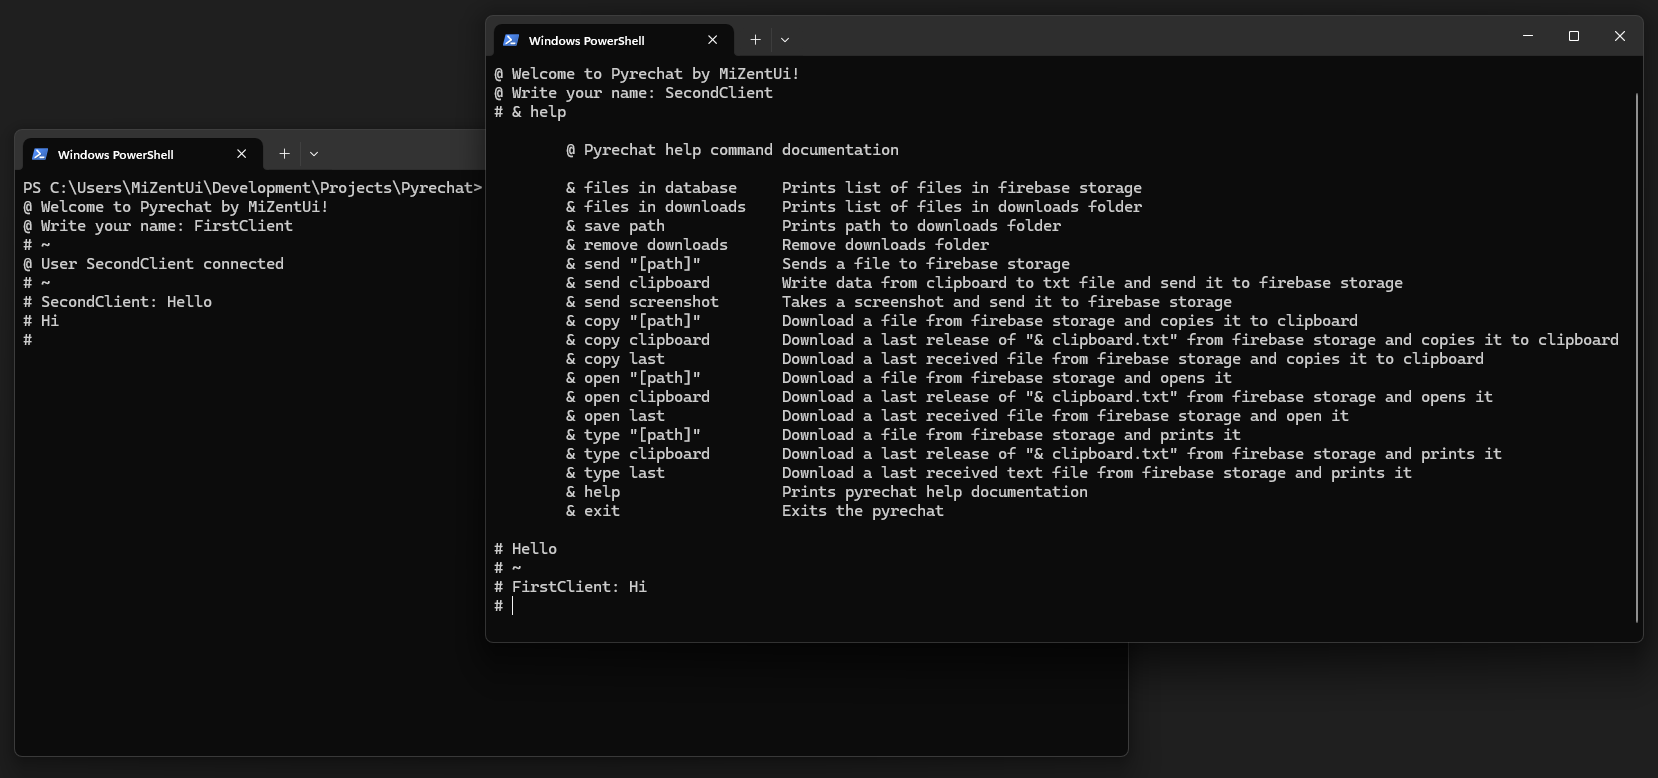 Windows PowerShell
PS C:\Users\MiZentUi\Development\Projects\Pyrechat>
@ Welcome to Pyrechat by MiZentUi!
@ Write your name: FirstClient
# ~
@ User SecondClient connected
# ~
# SecondClient: Hello
# Hi
#
Windows PowerShell
@ Welcome to Pyrechat by MiZentUi!
@ Write your name: SecondClient
# & help
@ Pyrechat help command documentation
& files in database Prints list of files in firebase storage
& files in downloads Prints list of files in downloads folder
& save path Prints path to downloads folder
& remove downloads Remove downloads folder
& send "[path]" Sends a file to firebase storage
& send clipboard Write data from clipboard to txt file and send it to firebase storage
& send screenshot Takes a screenshot and send it to firebase storage
& copy "[path]" Download a file from firebase storage and copies it to clipboard
& copy clipboard Download a last release of "& clipboard.txt" from firebase storage and copies it to clipboard
& copy last Download a last received file from firebase storage and copies it to clipboard
& open "[path]" Download a file from firebase storage and opens it
& open clipboard Download a last release of "& clipboard.txt" from firebase storage and opens it
& open last Download a last received file from firebase storage and open it
& type "[path]" Download a file from firebase storage and prints it
& type clipboard Download a last release of "& clipboard.txt" from firebase storage and prints it
& type last Download a last received text file from firebase storage and prints it
& help Prints pyrechat help documentation
& exit Exits the pyrechat
# Hello
# ~
# FirstClient: Hi
#